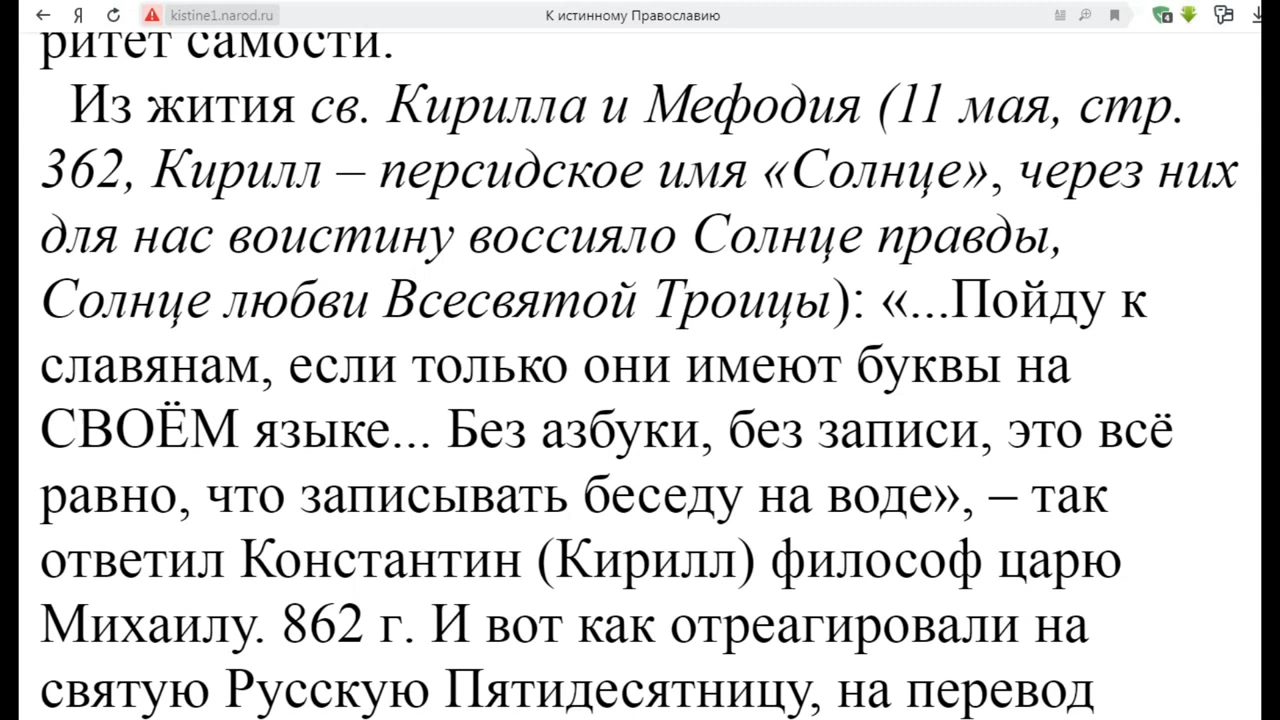 Я kistine1.narod.ru К истинному Православию
ритет самости.
Из жития св. Кирилла и Мефодия (11 мая, стр.
362, Кирилл – персидское имя «Солнце», через них
для нас воистину воссияло Солнце правды,
Солнце любви Всесвятой Троицы): «...Пойду к
славянам, если только они имеют буквы на
СВОЁМ языке... Без азбуки, без записи, это всё
равно, что записывать беседу на воде», – так
ответил Константин (Кирилл) философ царю
Михаилу. 862 г. И вот как отреагировали на
святую Русскую Пятидесятницу, на перевод